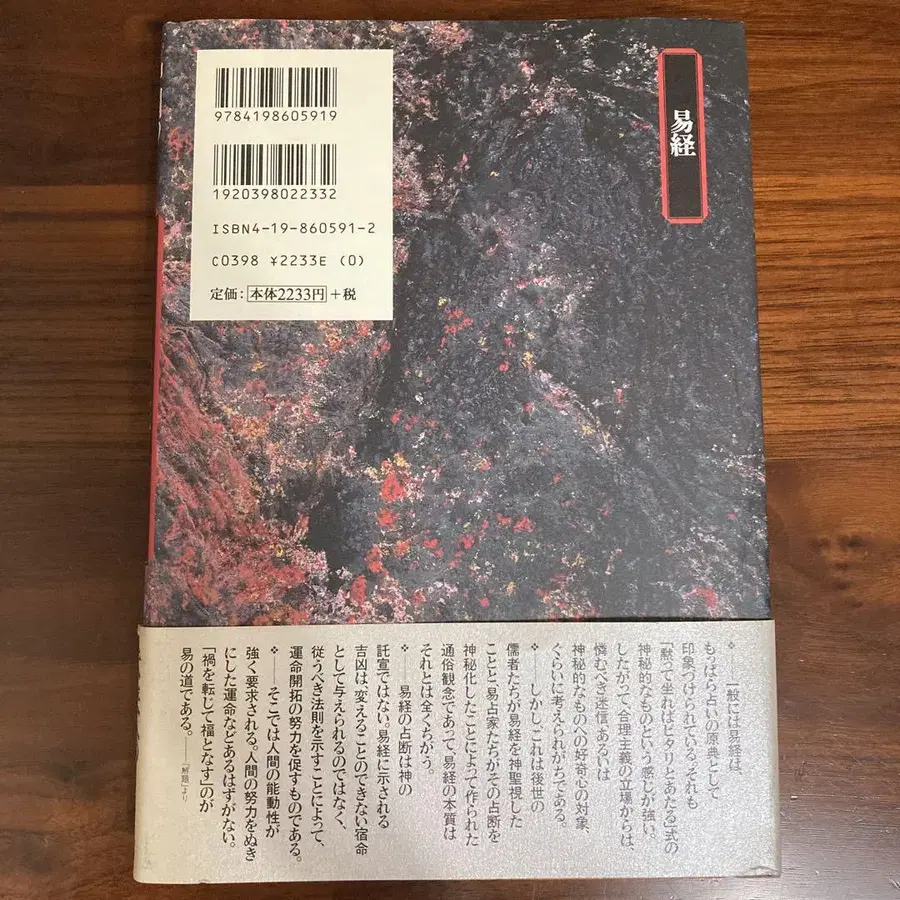 9784198605919
1920398022332
ISBN4-19-860591-2
C0398 ¥2233E (0)
定価：本体2233円＋税
易経
❖――一般には易経は、
もっぱら占いの原典として
印象づけられている。それも
「黙って坐ればピタリとあたる」式の
神秘的なものという感じが強い。
したがって、合理主義の立場からは、
憐むべき迷信あるいは
神秘的なものへの好奇心の対象、
ぐらいに考えられがちである。
❖――しかし、これは後世の
儒者たちが易経を神聖視した
ことと易占家たちがその占断を
神秘化したことによって作られた
通俗観念であって、易経の本質は
それとは全くちがう。
❖――易経の占断は神の
託宣ではない。易経に示される
吉凶は、「変えることのできない宿命
として与えられるのではなく、
従うべき法則を示すことによって、
運命開拓の努力を促すものである。
❖――そこでは人間の能動性が
強く要求される。人間の努力をぬき
にした運命などあるはずがない。
「禍を転じて福となす」のが
易の道である。――「解題」より